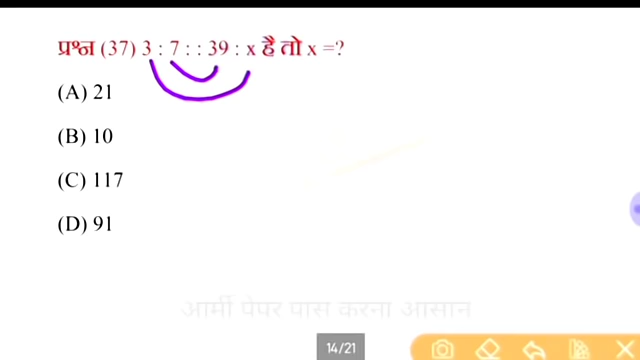 प्रश्न (37) 3 : 7 : : 39 : x है तो x =?
(A) 21
(B) 10
(C) 117
(D) 91
आर्मी पेपर पास करना आसान
14/21